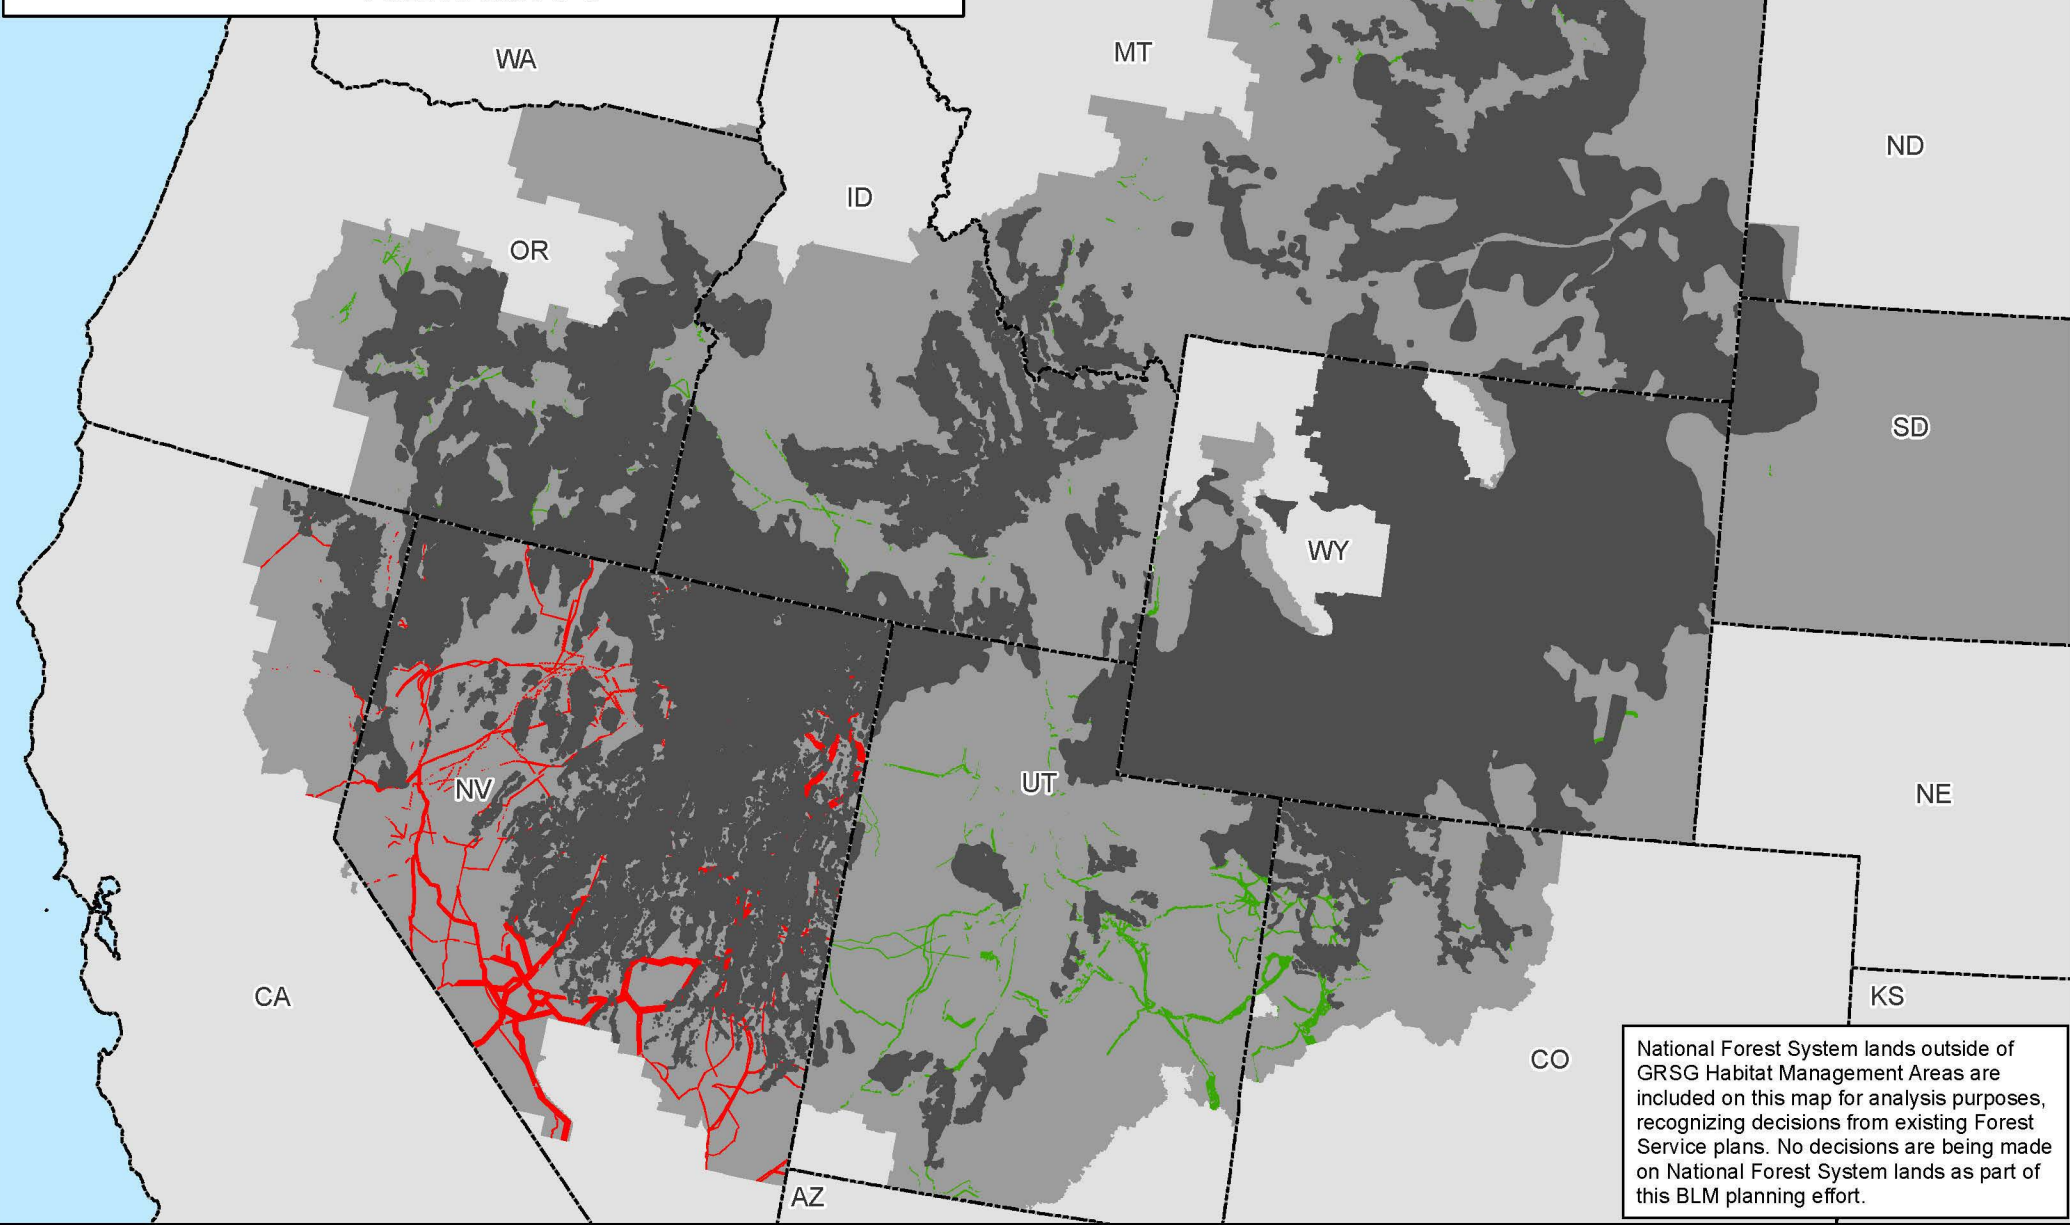 WA
MT
ND
ID
OR
SD
WY
NV
UT
NE
CA
KS
CO
AZ
National Forest System lands outside of
GRSG Habitat Management Areas are
included on this map for analysis purposes,
recognizing decisions from existing Forest
Service plans. No decisions are being made
on National Forest System lands as part of
this BLM planning effort.